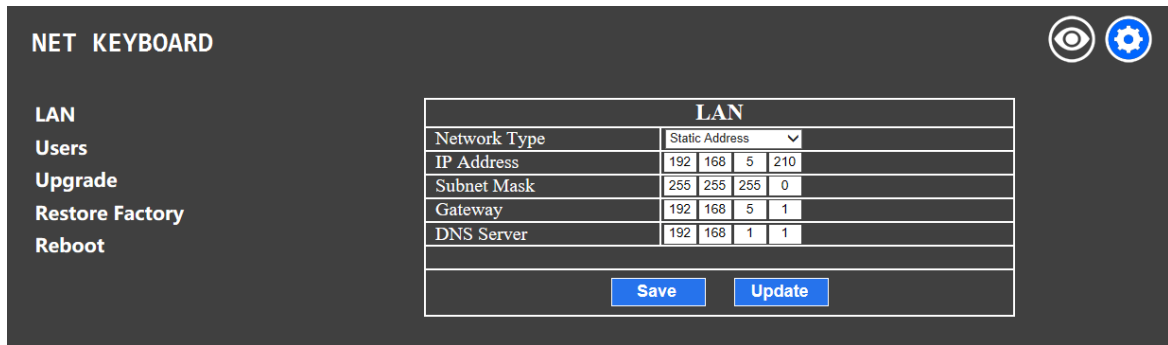 NET KEYBOARD
LAN
Users
Upgrade
Restore Factory
Reboot
LAN
Network Type Static Address
IP Address 192 168 5 210
Subnet Mask 255 255 255 0
Gateway 192 168 5 1
DNS Server 192 168 1 1
Save Update